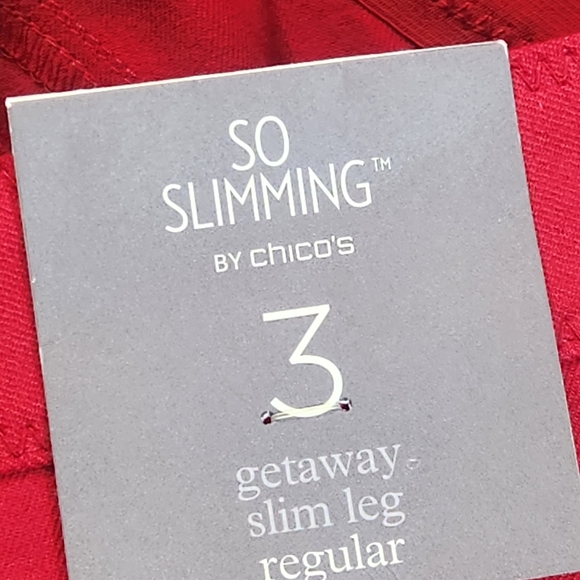 SO
SLIMMING™
BY chico's
3
getaway
slim leg
regular